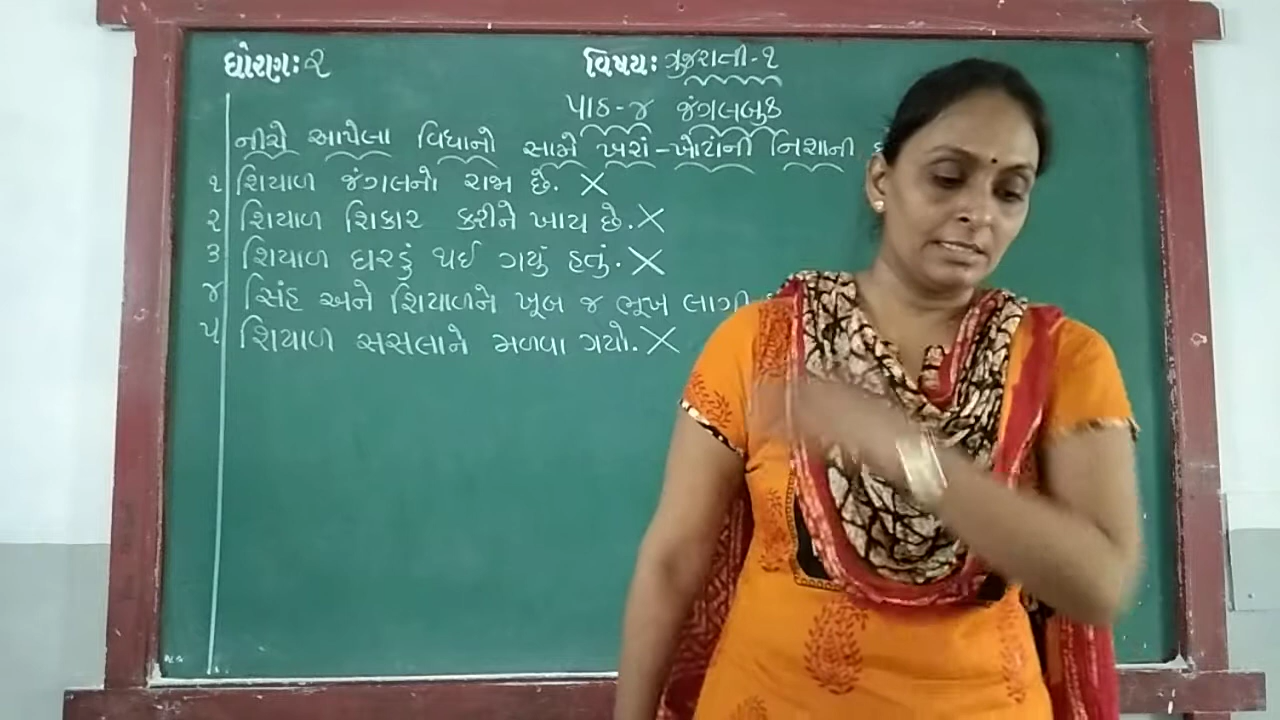 ધોરણઃ ૨
વિષયઃ ગુજરાતી-૧
પાઠ-૪ જંગલબુક
નીચે આપેલા વિધાનો સામે ખરાં-ખોટાંની નિશાની
૧ શિયાળ જંગલનો રાજા છે. ×
૨ શિયાળ શિકાર કરીને ખાય છે. ×
૩ શિયાળ ઘરડું થઈ ગયું હતું. ×
૪ સિંહ અને શિયાળને ખૂબ જ ભૂખ લાગી
૫ શિયાળ સસલાને મળવા ગયો. ×